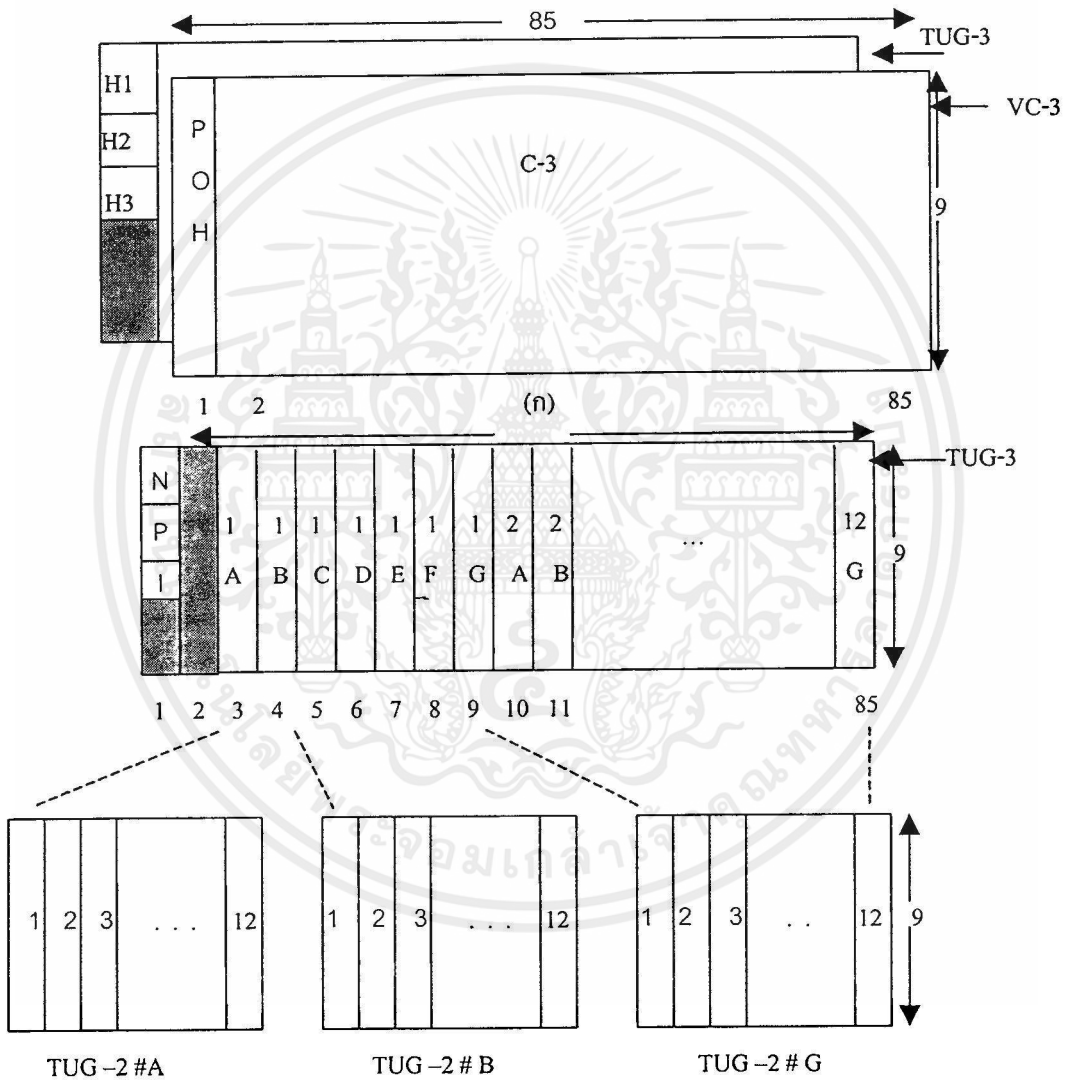 85
TUG-3
H1
VC-3
H2
P
O
H
C-3
H3
9
1 2 (ก) 85
TUG-3
N
P
I
1 1 1 1 1 1 1 2 2 ... 12
A B C D E F G A B G
9
1 2 3 4 5 6 7 8 9 10 11 85
1 2 3 . . . 12
1 2 3 . . . 12
1 2 3 . . 12
9
TUG –2 #A TUG –2 # B TUG –2 # G